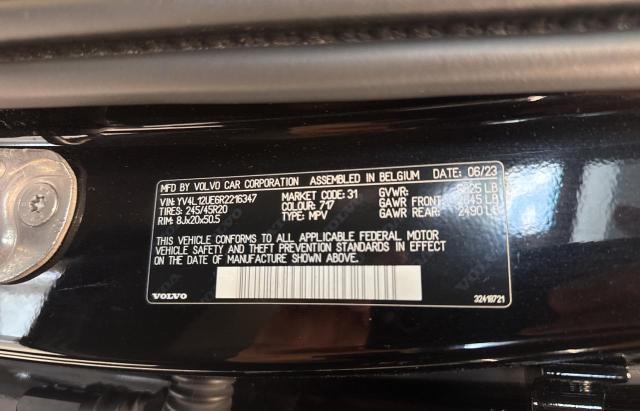 MFD BY VOLVO CAR CORPORATION ASSEMBLED IN BELGIUM DATE: 06/23
VIN: YV4L12UE6R2216347 MARKET CODE: 31 GVWR: LB
TIRES: 245/45R20 COLOUR: 717 GAWR FRONT: LB
RIM: 8Jx20x50.5 TYPE: MPV GAWR REAR: 2490 LB
THIS VEHICLE CONFORMS TO ALL APPLICABLE FEDERAL MOTOR
VEHICLE SAFETY AND THEFT PREVENTION STANDARDS IN EFFECT
ON THE DATE OF MANUFACTURE SHOWN ABOVE.
VOLVO 32418721